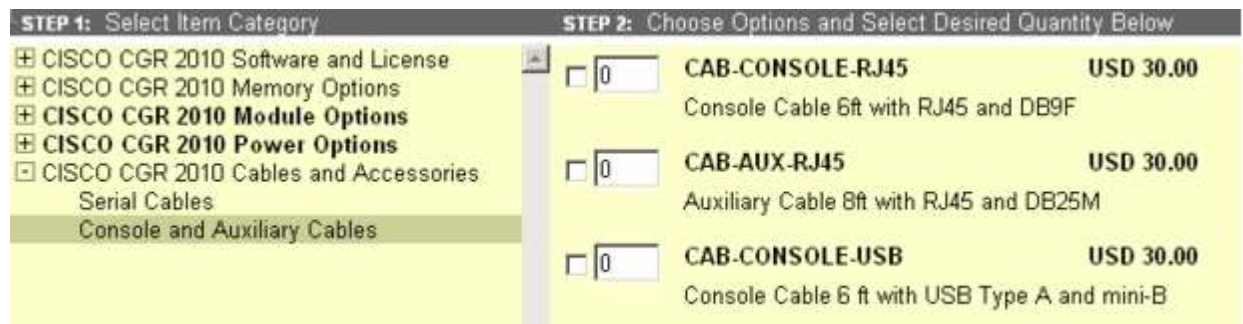 STEP 1: Select Item Category
CISCO CGR 2010 Software and License
CISCO CGR 2010 Memory Options
CISCO CGR 2010 Module Options
CISCO CGR 2010 Power Options
CISCO CGR 2010 Cables and Accessories
Serial Cables
Console and Auxiliary Cables
STEP 2: Choose Options and Select Desired Quantity Below
0 CAB-CONSOLE-RJ45 USD 30.00
Console Cable 6ft with RJ45 and DB9F
0 CAB-AUX-RJ45 USD 30.00
Auxiliary Cable 8ft with RJ45 and DB25M
0 CAB-CONSOLE-USB USD 30.00
Console Cable 6 ft with USB Type A and mini-B